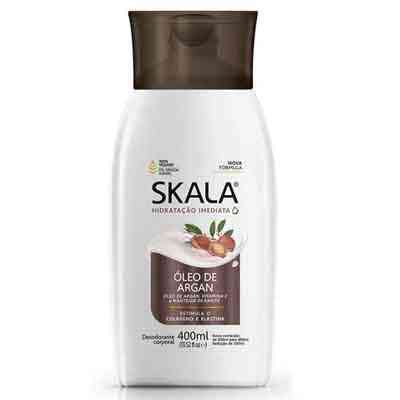 NOVA
FÓRMULA
SKALA®
HIDRATAÇÃO IMEDIATA
ÓLEO DE
ARGAN
ÓLEO DE ARGAN, VITAMINA E
e MANTEIGA DE KARITÉ
ESTIMULA O
COLÁGENO E ELASTINA
Desodorante
corporal
400ml